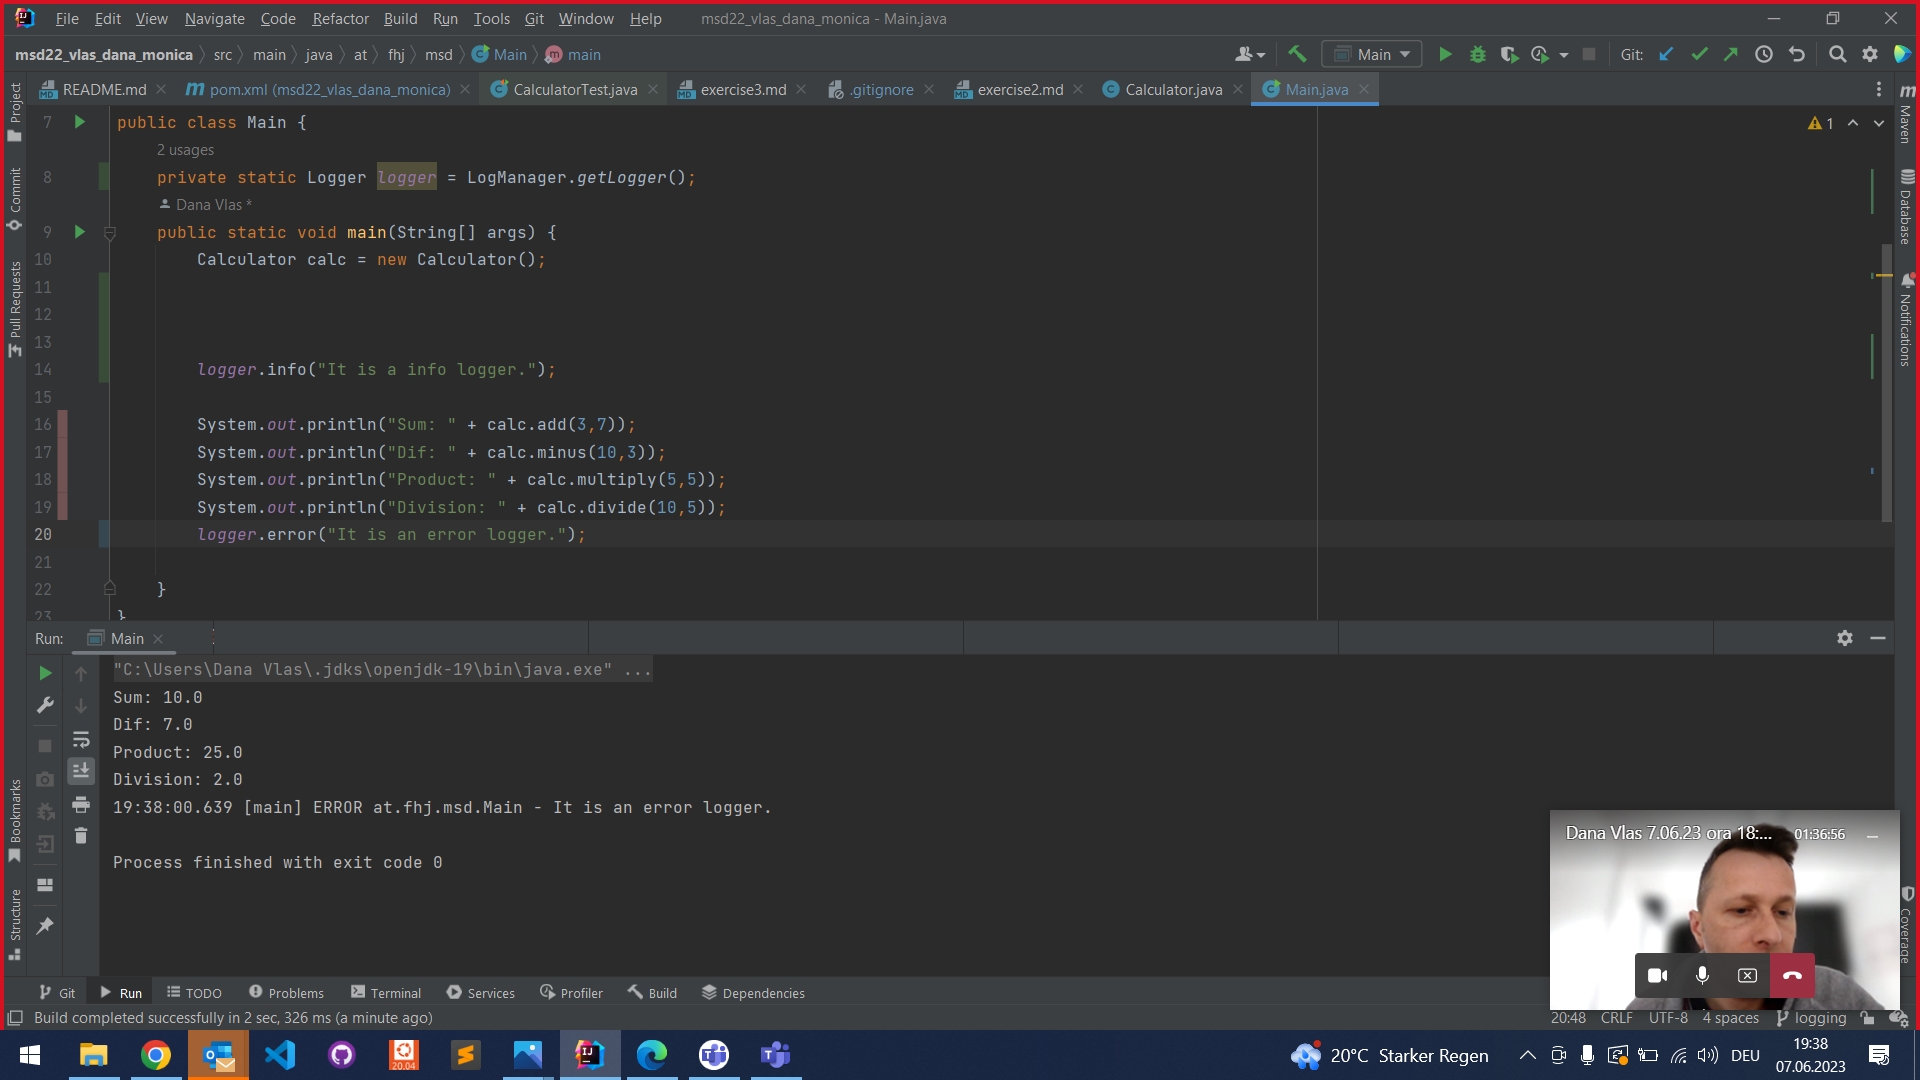 File Edit View Navigate Code Refactor Build Run Tools Git Window Help msd22_vlas_dana_monica - Main.java
msd22_vlas_dana_monica src main java at fhj msd Main main Main Git:
README.md pom.xml (msd22_vlas_dana_monica) CalculatorTest.java exercise3.md .gitignore exercise2.md Calculator.java Main.java
Project
Commit
Pull Requests
Bookmarks
Structure
Maven
Database
Notifications
Coverage
1
7 public class Main {
2 usages
8 private static Logger logger = LogManager.getLogger();
Dana Vlas *
9 public static void main(String[] args) {
10 Calculator calc = new Calculator();
11
12
13
14 logger.info("It is a info logger.");
15
16 System.out.println("Sum: " + calc.add(3,7));
17 System.out.println("Dif: " + calc.minus(10,3));
18 System.out.println("Product: " + calc.multiply(5,5));
19 System.out.println("Division: " + calc.divide(10,5));
20 logger.error("It is an error logger.");
21
22 }
23 }
Run: Main
"C:\Users\Dana Vlas\.jdks\openjdk-19\bin\java.exe" ...
Sum: 10.0
Dif: 7.0
Product: 25.0
Division: 2.0
19:38:00.639 [main] ERROR at.fhj.msd.Main - It is an error logger.
Process finished with exit code 0
Dana Vlas 7.06.23 ora 18:... 01:36:56
Git Run TODO Problems Terminal Services Profiler Build Dependencies
Build completed successfully in 2 sec, 326 ms (a minute ago) 20:48 CRLF UTF-8 4 spaces logging
20.04
20°C Starker Regen DEU 19:38
07.06.2023